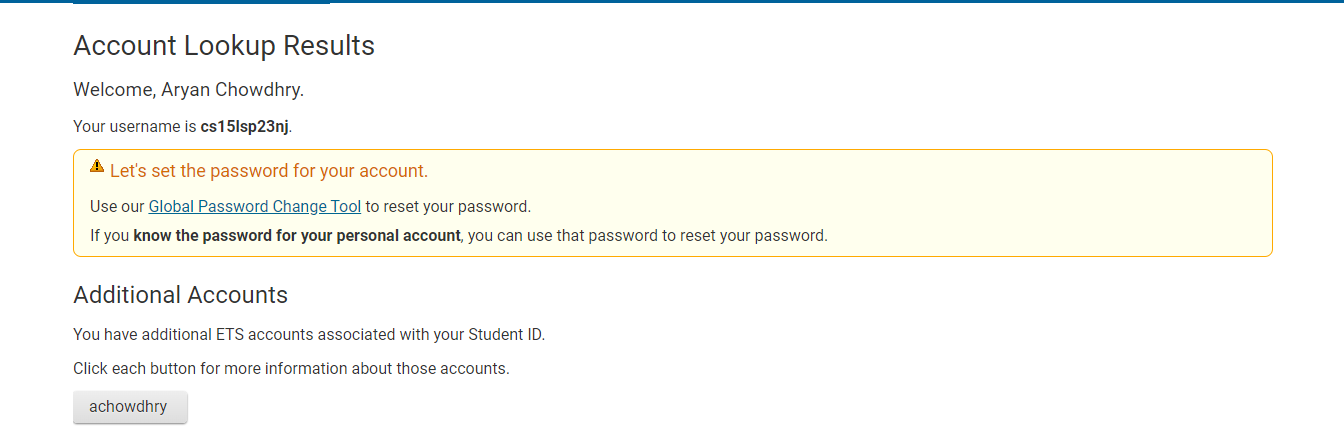 Account Lookup Results
Welcome, Aryan Chowdhry.
Your username is cs15lsp23nj.
Let's set the password for your account.
Use our Global Password Change Tool to reset your password.
If you know the password for your personal account, you can use that password to reset your password.
Additional Accounts
You have additional ETS accounts associated with your Student ID.
Click each button for more information about those accounts.
achowdhry